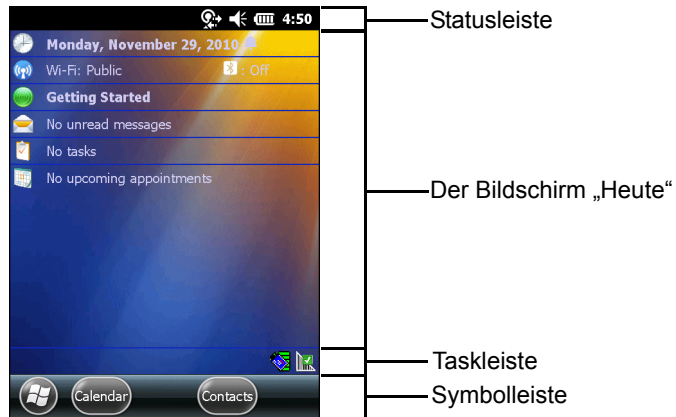 4:50
Statusleiste
Monday, November 29, 2010
Wi-Fi: Public : Off
Getting Started
No unread messages
No tasks
No upcoming appointments
Der Bildschirm „Heute“
Taskleiste
Calendar Contacts
Symbolleiste